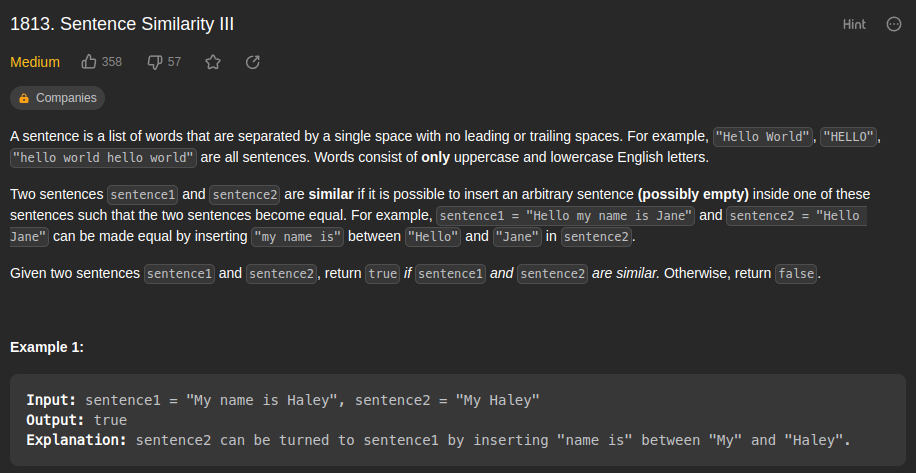 1813. Sentence Similarity III
Hint
Medium 358 57
Companies
A sentence is a list of words that are separated by a single space with no leading or trailing spaces. For example, "Hello World", "HELLO",
"hello world hello world" are all sentences. Words consist of only uppercase and lowercase English letters.
Two sentences sentence1 and sentence2 are similar if it is possible to insert an arbitrary sentence (possibly empty) inside one of these
sentences such that the two sentences become equal. For example, sentence1 = "Hello my name is Jane" and sentence2 = "Hello
Jane" can be made equal by inserting "my name is" between "Hello" and "Jane" in sentence2.
Given two sentences sentence1 and sentence2, return true if sentence1 and sentence2 are similar. Otherwise, return false.
Example 1:
Input: sentence1 = "My name is Haley", sentence2 = "My Haley"
Output: true
Explanation: sentence2 can be turned to sentence1 by inserting "name is" between "My" and "Haley".